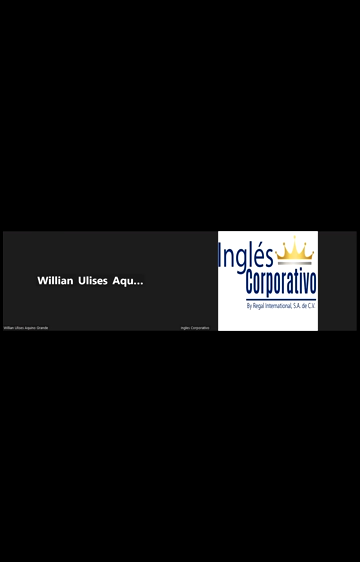 Willian Ulises Aqu...
Willian Ulises Aquino Grande
Inglés
Corporativo
By Regal International, S.A. de C.V.
Inglés Corporativo